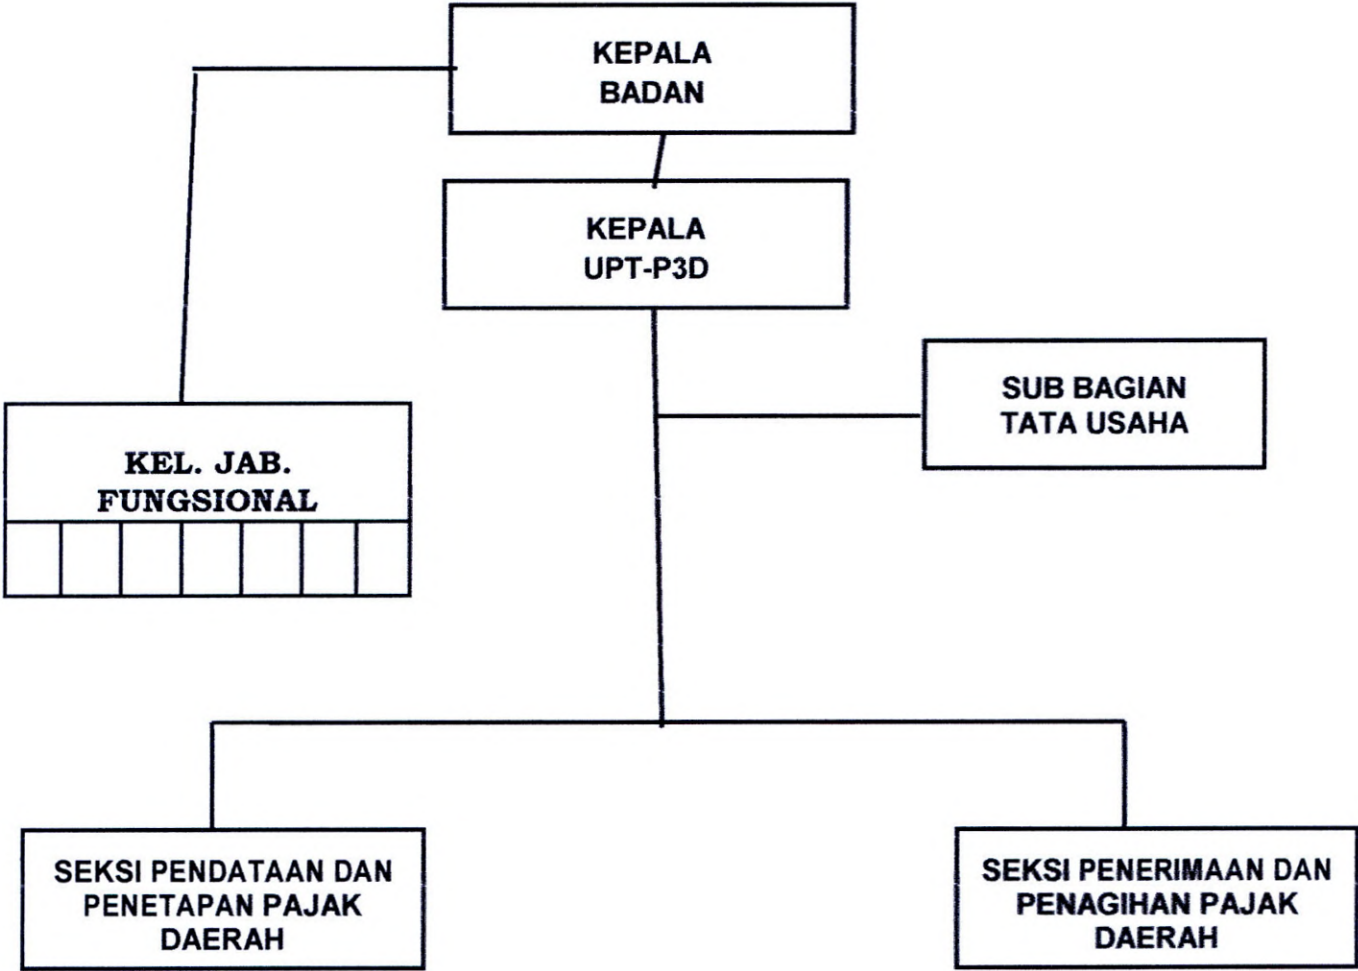 KEPALA
BADAN
KEPALA
UPT-P3D
SUB BAGIAN
TATA USAHA
KEL. JAB.
FUNGSIONAL
SEKSI PENDATAAN DAN
PENETAPAN PAJAK
DAERAH
SEKSI PENERIMAAN DAN
PENAGIHAN PAJAK
DAERAH